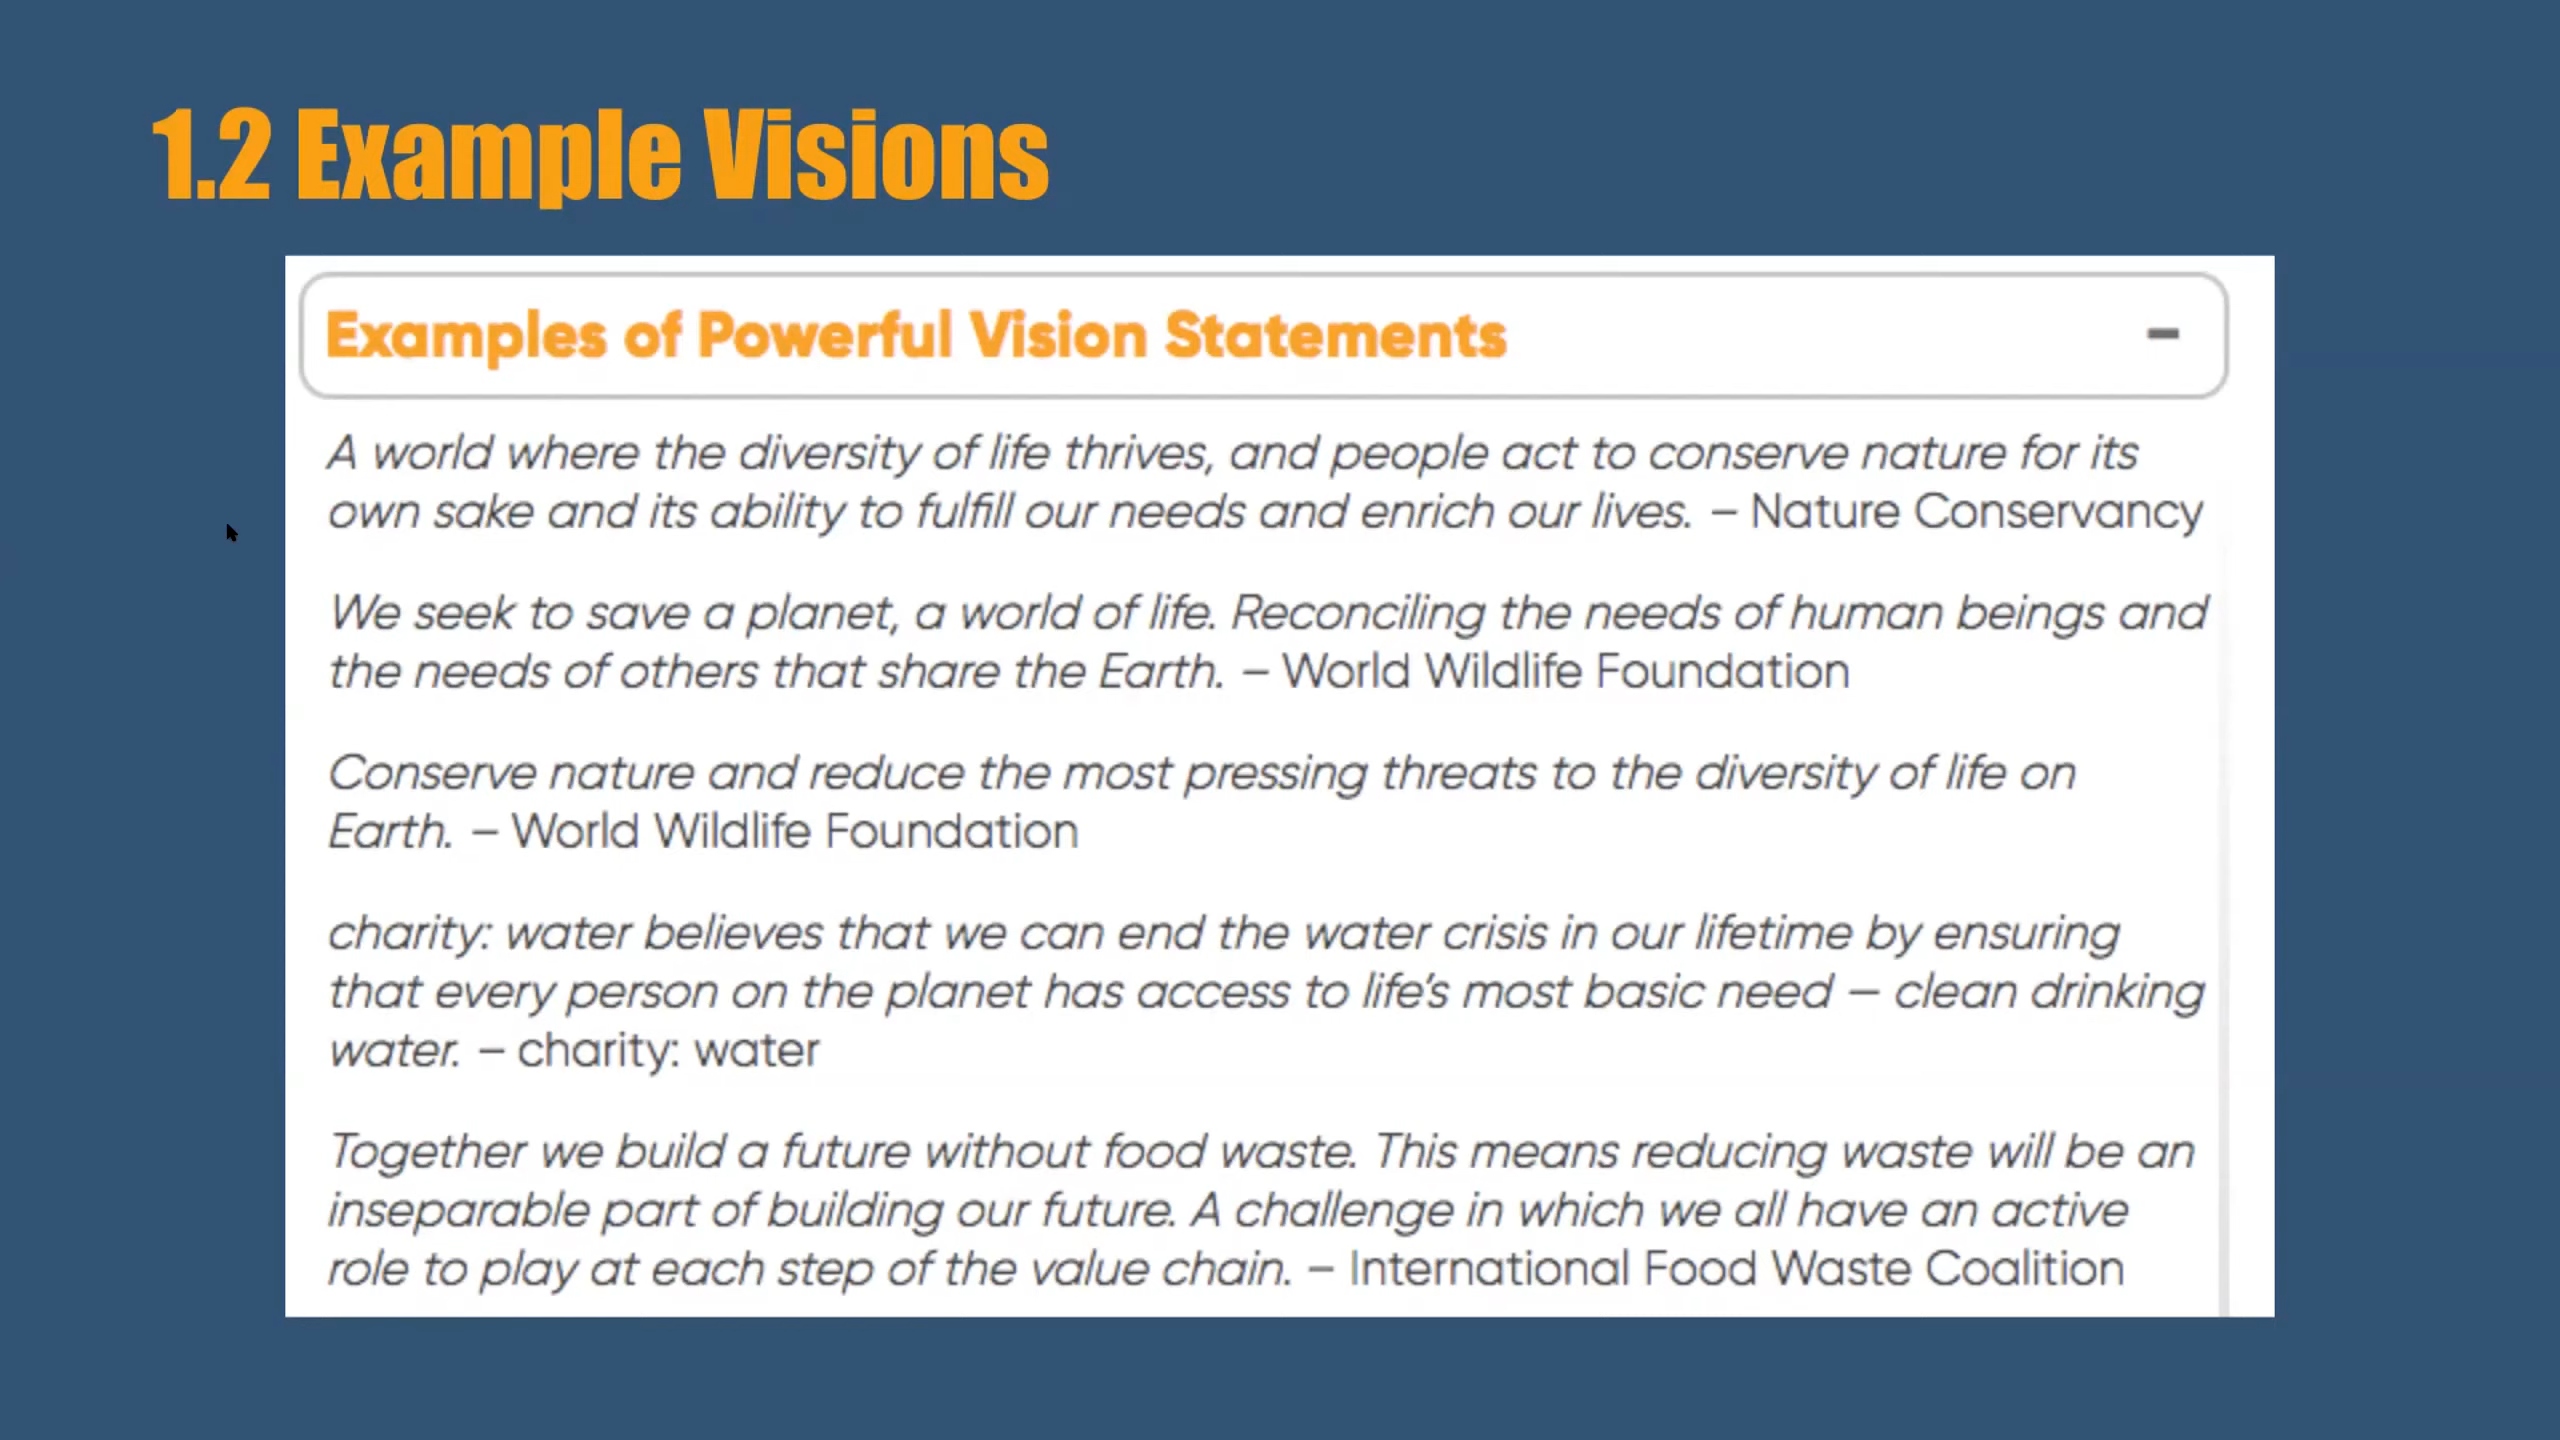 1.2 Example Visions
Examples of Powerful Vision Statements
A world where the diversity of life thrives, and people act to conserve nature for its
own sake and its ability to fulfill our needs and enrich our lives. – Nature Conservancy
We seek to save a planet, a world of life. Reconciling the needs of human beings and
the needs of others that share the Earth. – World Wildlife Foundation
Conserve nature and reduce the most pressing threats to the diversity of life on
Earth. – World Wildlife Foundation
charity: water believes that we can end the water crisis in our lifetime by ensuring
that every person on the planet has access to life’s most basic need – clean drinking
water. – charity: water
Together we build a future without food waste. This means reducing waste will be an
inseparable part of building our future. A challenge in which we all have an active
role to play at each step of the value chain. – International Food Waste Coalition